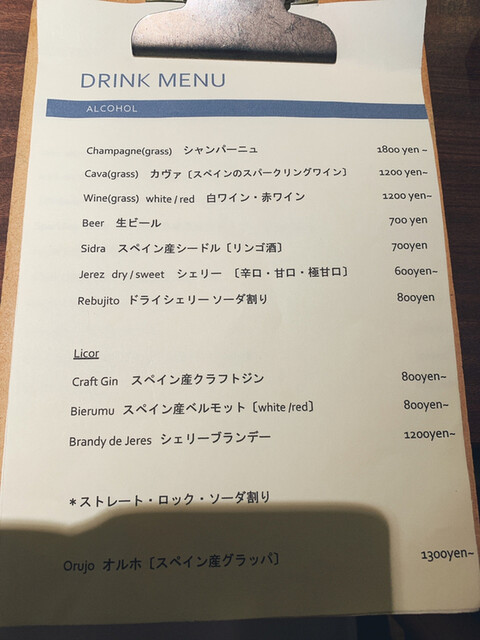 DRINK MENU
ALCOHOL
Champagne(grass) シャンパーニュ 1800 yen ~
Cava(grass) カヴァ〔スペインのスパークリングワイン〕 1200 yen~
Wine(grass) white / red 白ワイン・赤ワイン 1200 yen~
Beer 生ビール 700 yen
Sidra スペイン産シードル〔リンゴ酒〕 700yen
Jerez dry / sweet シェリー 〔辛口・甘口・極甘口〕 600yen~
Rebujito ドライシェリーソーダ割り 800yen
Licor
Craft Gin スペイン産クラフトジン 800yen~
Bierumu スペイン産ベルモット〔white /red〕 800yen~
Brandy de Jeres シェリーブランデー 1200yen~
＊ストレート・ロック・ソーダ割り
Orujo オルホ〔スペイン産グラッパ〕 1300yen~